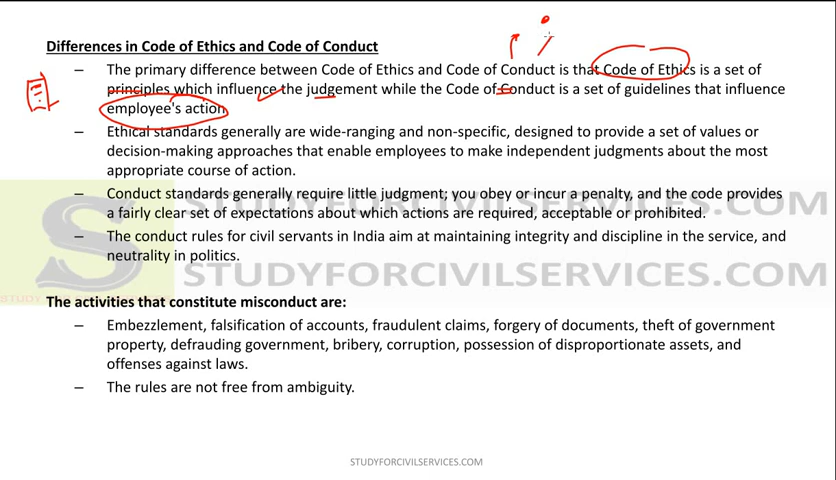 Differences in Code of Ethics and Code of Conduct
– The primary difference between Code of Ethics and Code of Conduct is that Code of Ethics is a set of
principles which influence the judgement while the Code of Conduct is a set of guidelines that influence
employee's action.
– Ethical standards generally are wide-ranging and non-specific, designed to provide a set of values or
decision-making approaches that enable employees to make independent judgments about the most
appropriate course of action.
– Conduct standards generally require little judgment; you obey or incur a penalty, and the code provides
a fairly clear set of expectations about which actions are required, acceptable or prohibited.
STUDYFORCIVILSERVICES.COM
– The conduct rules for civil servants in India aim at maintaining integrity and discipline in the service, and
neutrality in politics.
STUDYFORCIVILSERVICES.COM
The activities that constitute misconduct are:
– Embezzlement, falsification of accounts, fraudulent claims, forgery of documents, theft of government
property, defrauding government, bribery, corruption, possession of disproportionate assets, and
offenses against laws.
– The rules are not free from ambiguity.
STUDYFORCIVILSERVICES.COM